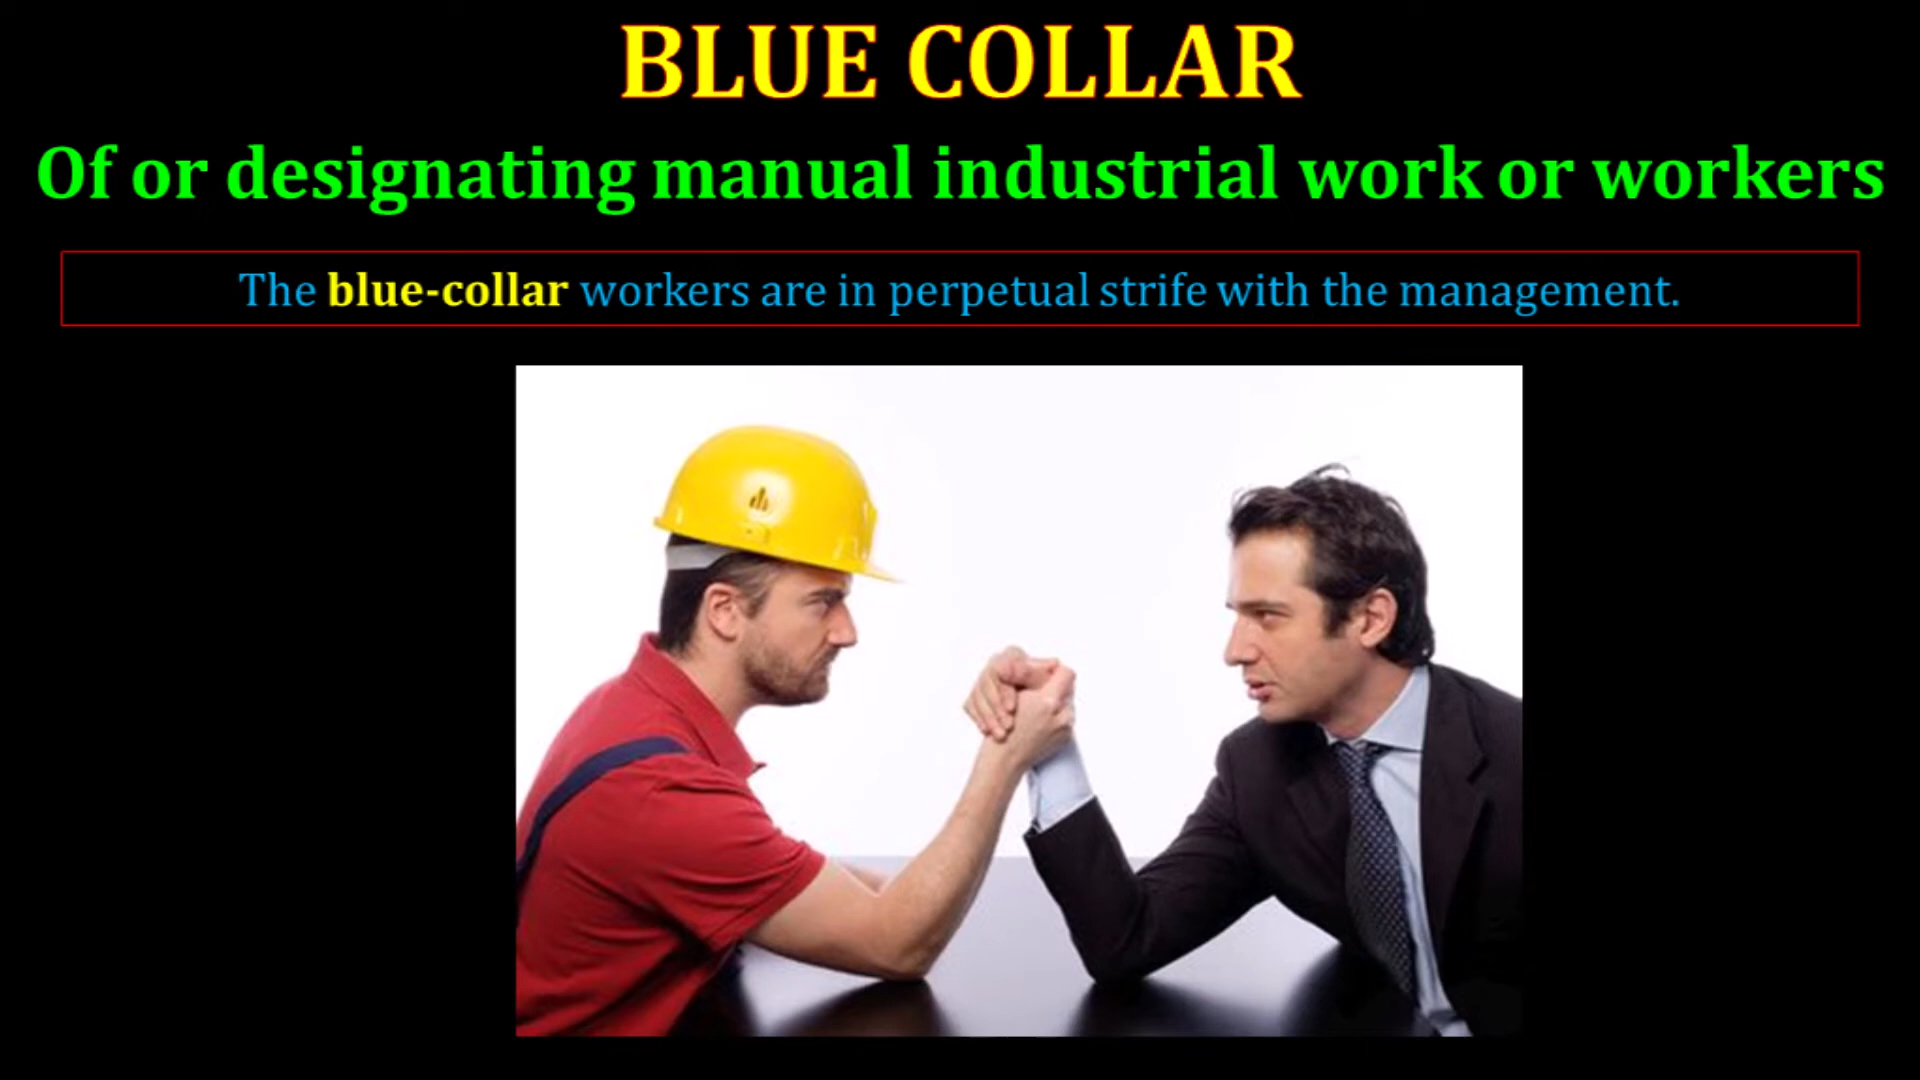 BLUE COLLAR
Of or designating manual industrial work or workers
The blue-collar workers are in perpetual strife with the management.